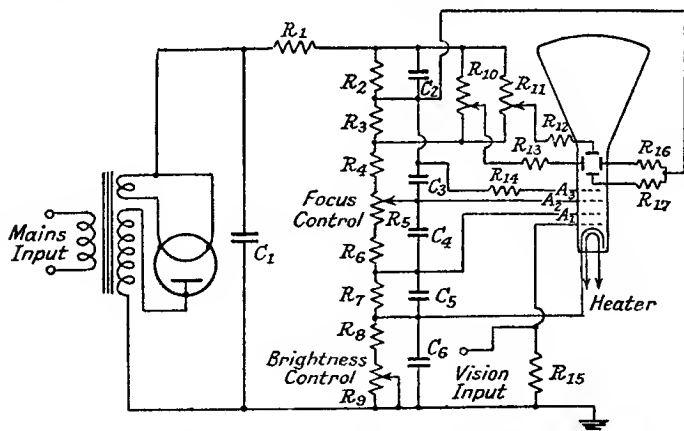 R1
R2
C2
R10
R11
R3
R12
R13
R16
R4
C3
R14
A3
A2
A1
R17
Focus
Control
R5
C4
Mains
Input
C1
R6
R7
C5
Heater
R8
Brightness
Control
C6
Vision
Input
R15
R9